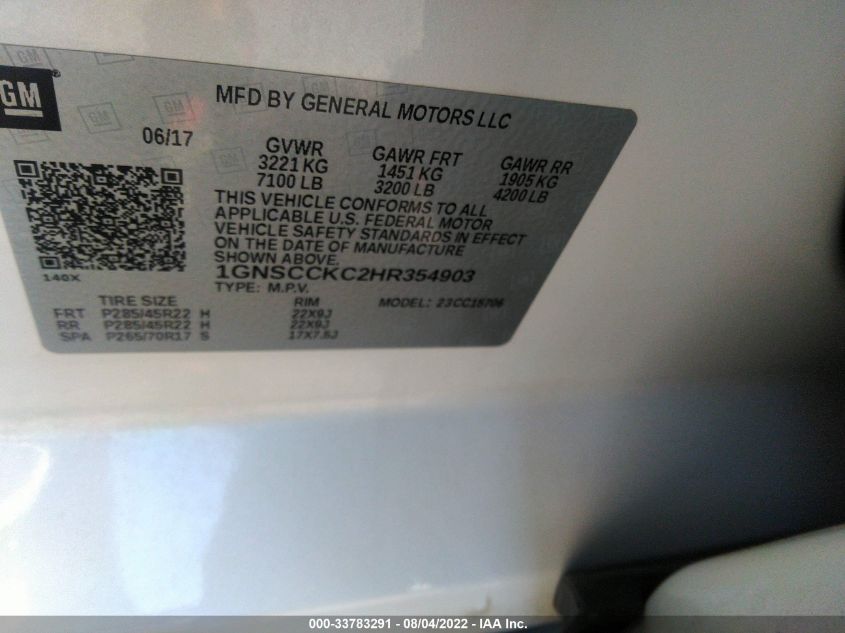 GM
MFD BY GENERAL MOTORS LLC
06/17
GVWR
3221 KG
7100 LB
GAWR FRT
1451 KG
3200 LB
GAWR RR
1905 KG
4200 LB
THIS VEHICLE CONFORMS TO ALL
APPLICABLE U.S. FEDERAL MOTOR
VEHICLE SAFETY STANDARDS IN EFFECT
ON THE DATE OF MANUFACTURE
SHOWN ABOVE.
140X
1GNSCCKC2HR354903
TYPE: M.P.V.
MODEL: 23CC15706
TIRE SIZE RIM
FRT P285/45R22 H 22X9J
RR P285/45R22 H 22X9J
SPA P265/70R17 S 17X7.5J
000-33783291 - 08/04/2022 - IAA Inc.